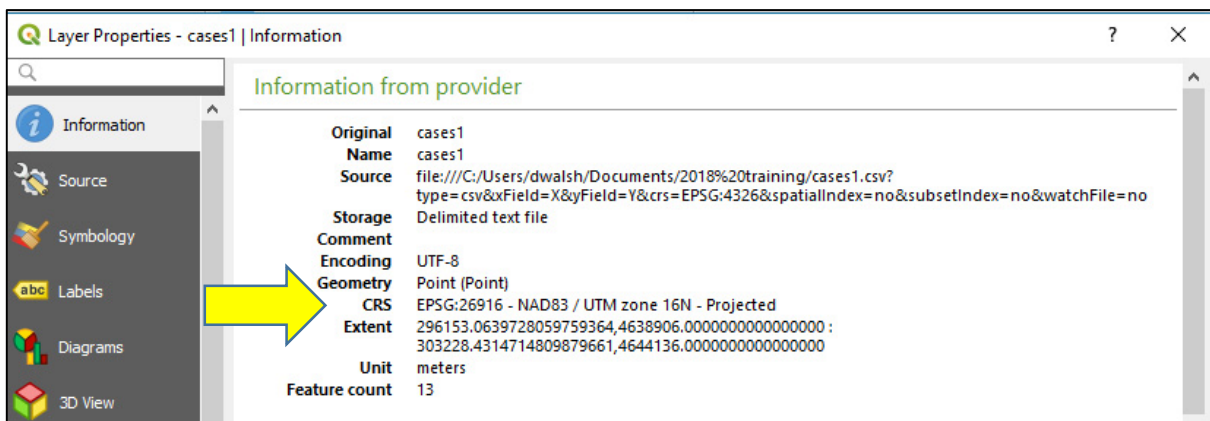 Layer Properties - cases1 | Information
?
Information from provider
Information
Source
Symbology
abc Labels
Diagrams
3D View
Original cases1
Name cases1
Source file:///C:/Users/dwalsh/Documents/2018%20training/cases1.csv?
type=csv&xField=X&yField=Y&crs=EPSG:4326&spatialIndex=no&subsetIndex=no&watchFile=no
Storage Delimited text file
Comment
Encoding UTF-8
Geometry Point (Point)
CRS EPSG:26916 - NAD83 / UTM zone 16N - Projected
Extent 296153.0639728059759364,4638906.0000000000000000 :
303228.4314714809879661,4644136.0000000000000000
Unit meters
Feature count 13